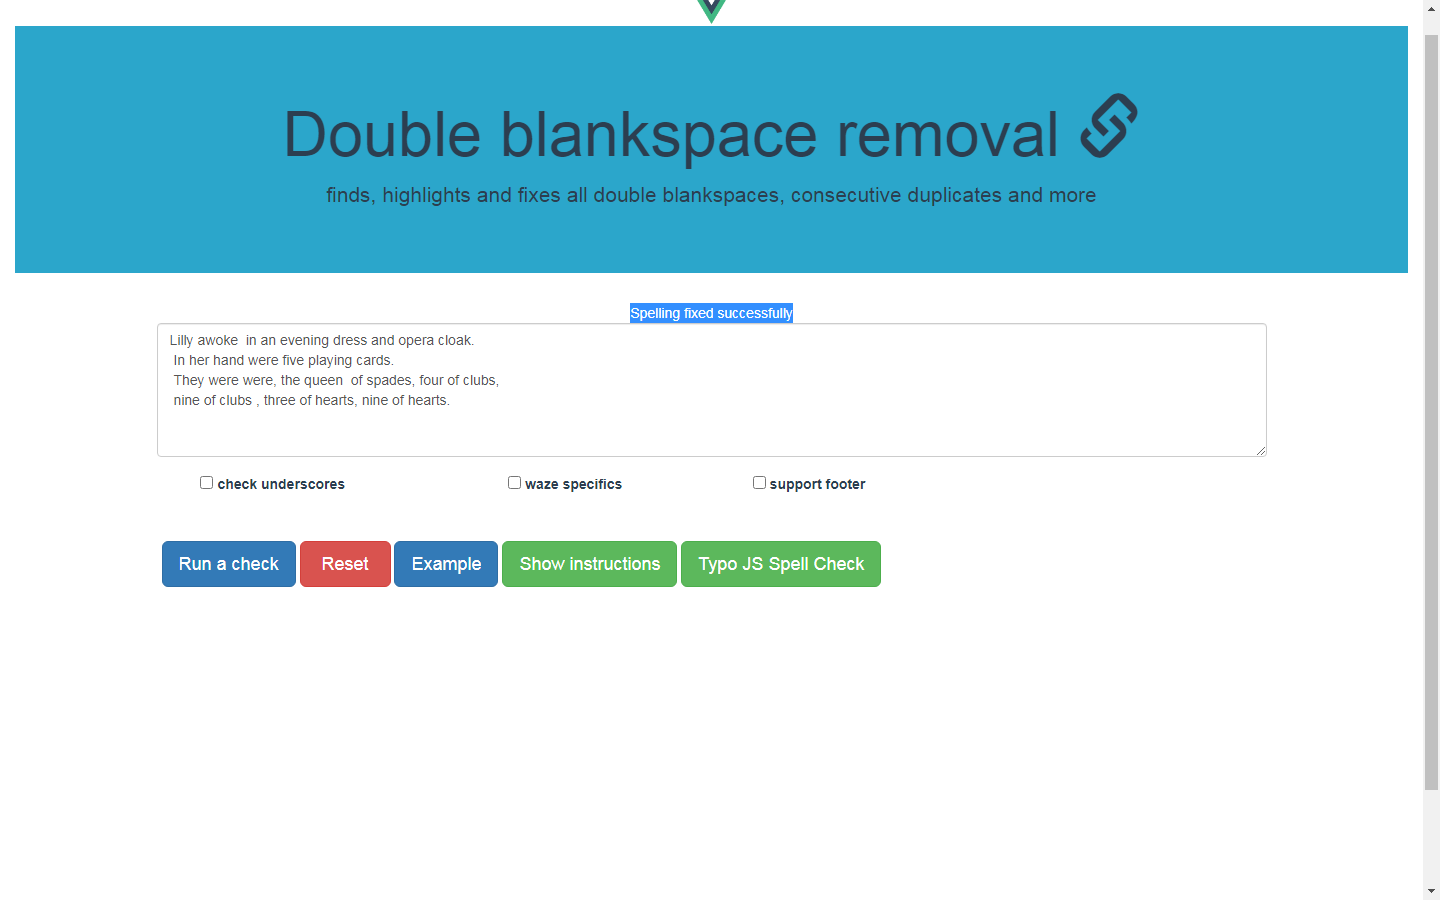 Double blankspace removal
finds, highlights and fixes all double blankspaces, consecutive duplicates and more
Spelling fixed successfully
Lilly awoke  in an evening dress and opera cloak.
 In her hand were five playing cards.
 They were were, the queen  of spades, four of clubs,
 nine of clubs , three of hearts, nine of hearts.
check underscores waze specifics support footer
Run a check Reset Example Show instructions Typo JS Spell Check